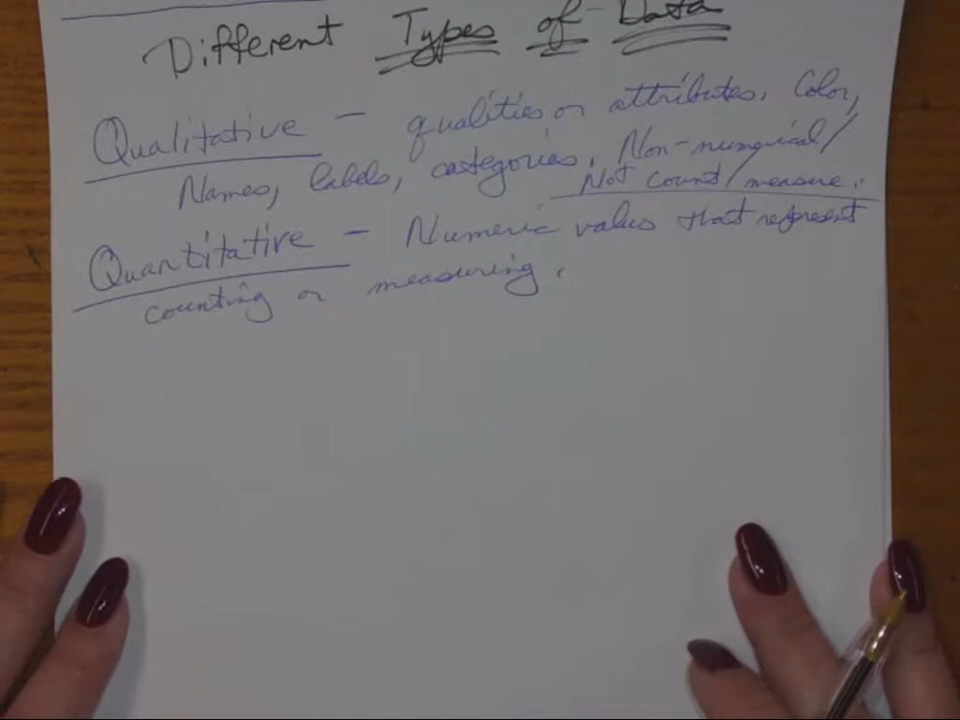 Different Types of Data
Qualitative - qualities or attributes. Color,
Names, labels, categories. Non-numerical/
Not count/measure.
Quantitative - Numeric values that represent
counting or measuring.